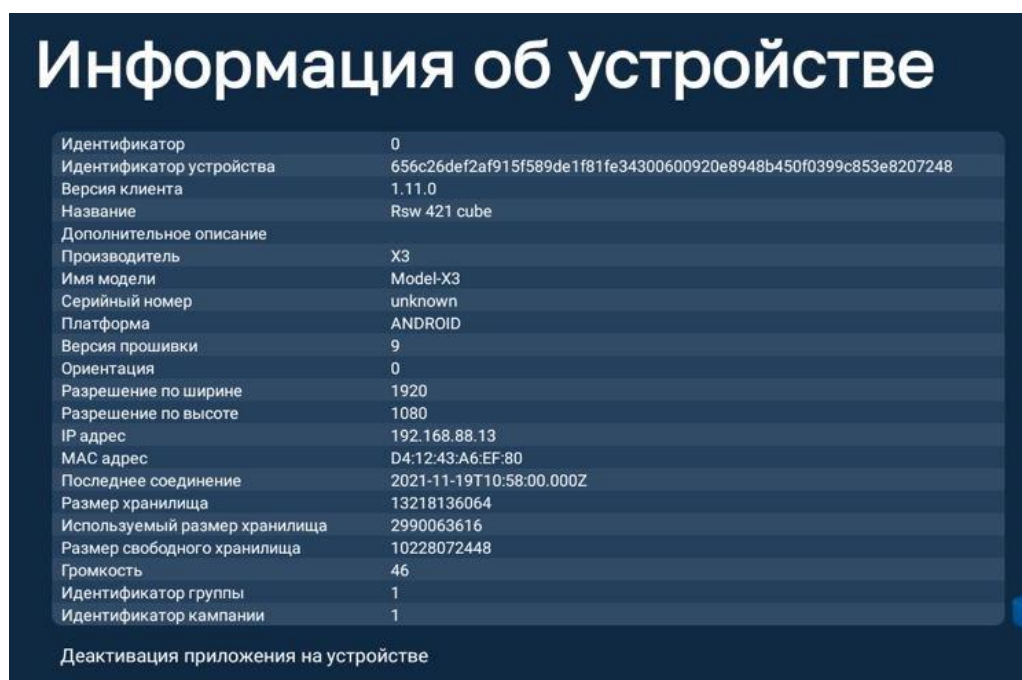 Информация об устройстве
Идентификатор 0
Идентификатор устройства 656c26def2af915f589de1f81fe34300600920e8948b450f0399c853e8207248
Версия клиента 1.11.0
Название Rsw 421 cube
Дополнительное описание
Производитель X3
Имя модели Model-X3
Серийный номер unknown
Платформа ANDROID
Версия прошивки 9
Ориентация 0
Разрешение по ширине 1920
Разрешение по высоте 1080
IP адрес 192.168.88.13
MAC адрес D4:12:43:A6:EF:80
Последнее соединение 2021-11-19T10:58:00.000Z
Размер хранилища 13218136064
Используемый размер хранилища 2990063616
Размер свободного хранилища 10228072448
Громкость 46
Идентификатор группы 1
Идентификатор кампании 1
Деактивация приложения на устройстве